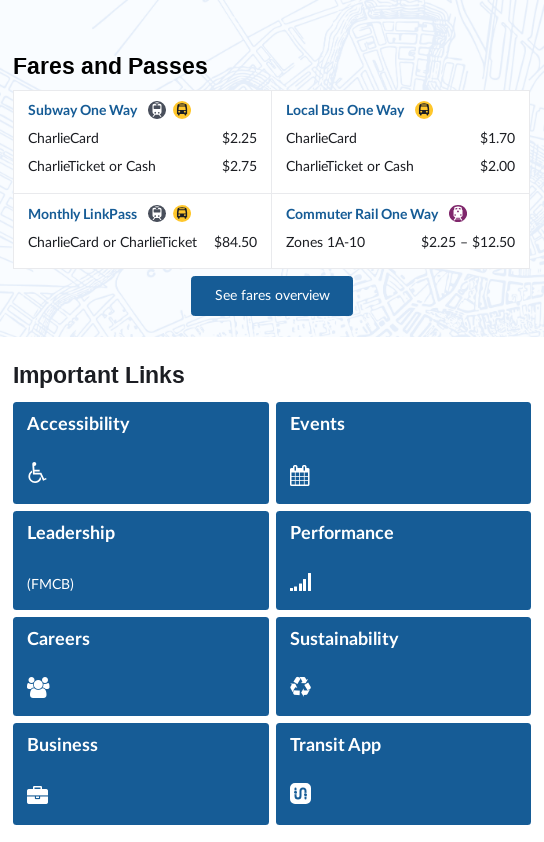 Fares and Passes
Subway One Way
CharlieCard $2.25
CharlieTicket or Cash $2.75
Local Bus One Way
CharlieCard $1.70
CharlieTicket or Cash $2.00
Monthly LinkPass
CharlieCard or CharlieTicket $84.50
Commuter Rail One Way
Zones 1A-10 $2.25 – $12.50
See fares overview
Important Links
Accessibility
Events
Leadership
(FMCB)
Performance
Careers
Sustainability
Business
Transit App